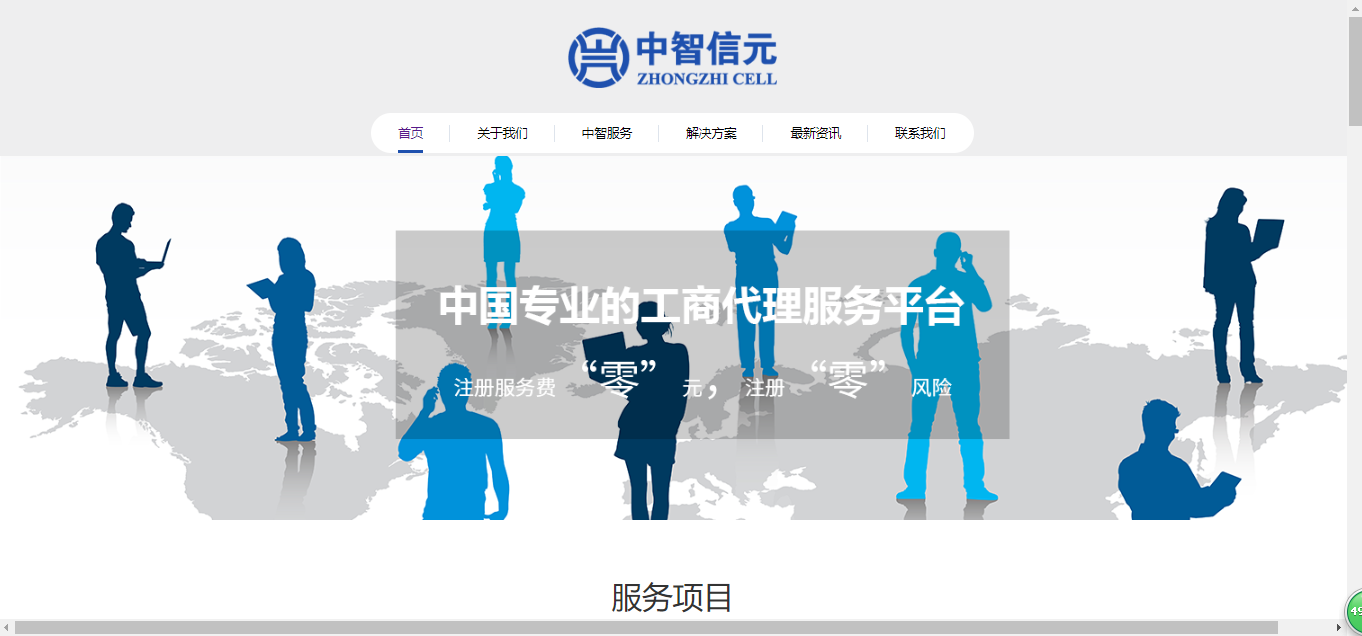 中智信元
ZHONGZHI CELL
首页 关于我们 中智服务 解决方案 最新资讯 联系我们
中国专业的工商代理服务平台
注册服务费“零”元，注册“零”风险
服务项目
49